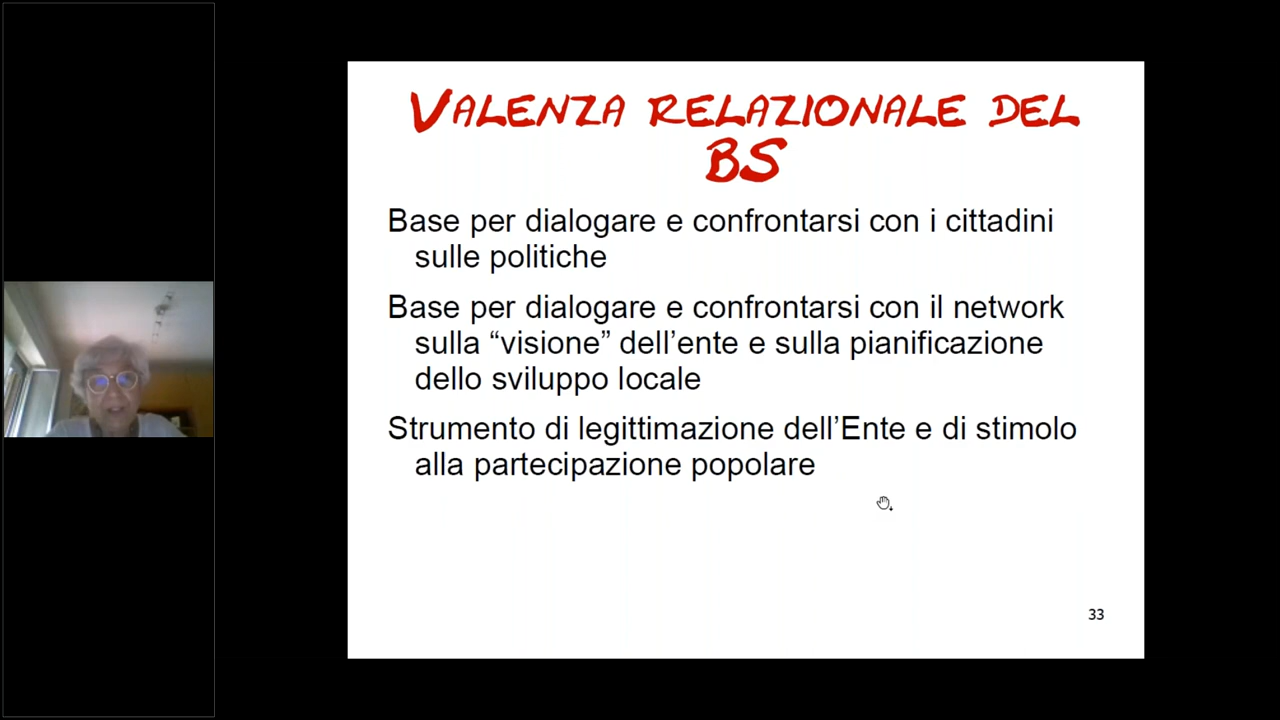 VALENZA RELAZIONALE DEL
BS
Base per dialogare e confrontarsi con i cittadini
sulle politiche
Base per dialogare e confrontarsi con il network
sulla “visione” dell’ente e sulla pianificazione
dello sviluppo locale
Strumento di legittimazione dell’Ente e di stimolo
alla partecipazione popolare
33